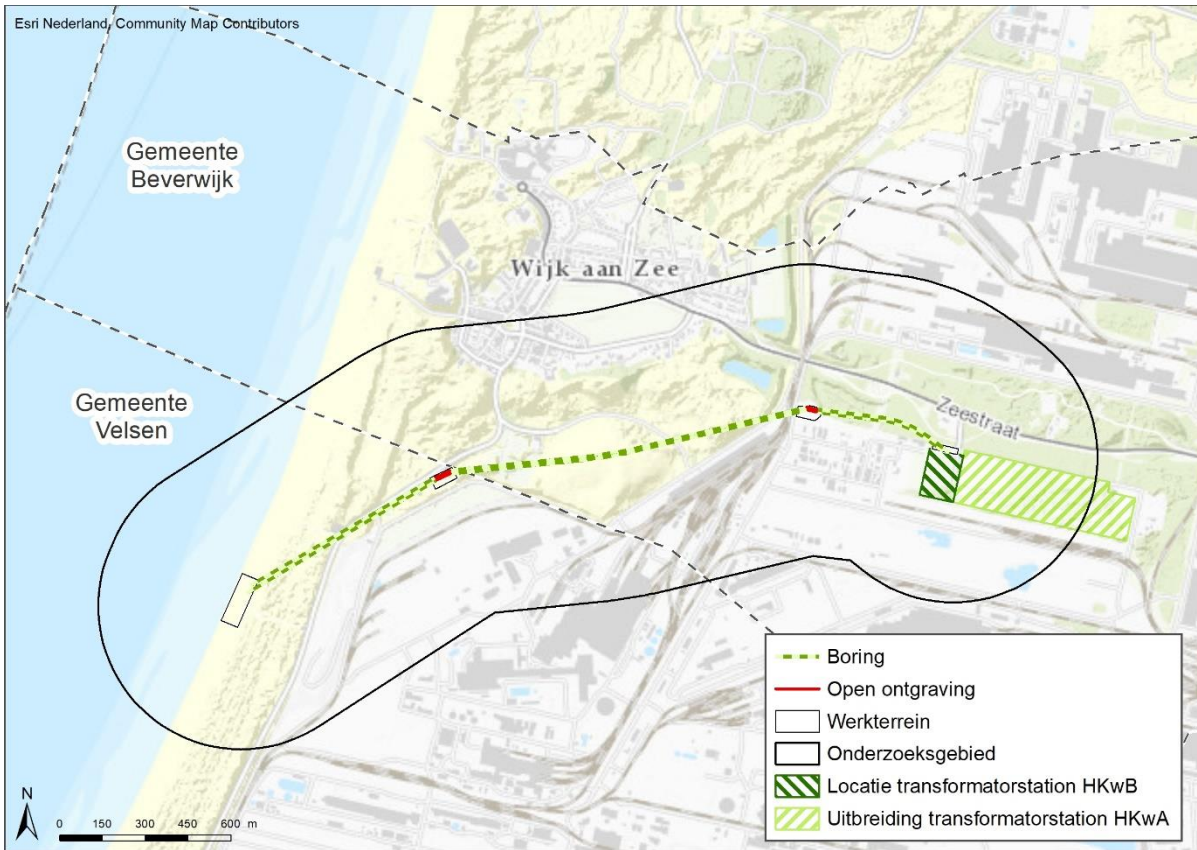 Esri Nederland, Community Map Contributors
Gemeente
Beverwijk
Wijk aan Zee
Gemeente
Velsen
Zeestraat
Boring
Open ontgraving
Werkterrein
Onderzoeksgebied
Locatie transformatorstation HKwB
Uitbreiding transformatorstation HKwA
N
0 150 300 450 600 m